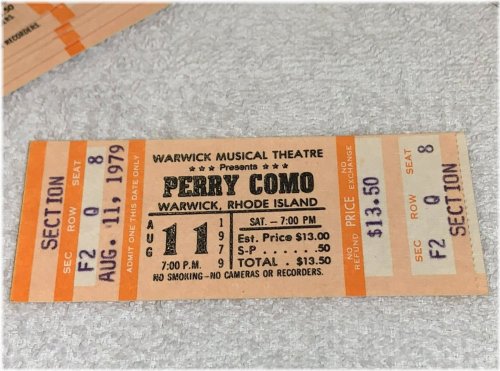 RECORDERS.
SECTION
SEC ROW SEAT
F2 Q 8
AUG. 11, 1979
ADMIT ONE THIS DATE ONLY
WARWICK MUSICAL THEATRE
*** Presents ***
PERRY COMO
WARWICK, RHODE ISLAND
AUG 11 1979
7:00 P.M.
SAT. – 7:00 PM
Est. Price $13.00
S-P ...... .50
TOTAL . $13.50
NO SMOKING–NO CAMERAS OR RECORDERS.
NO REFUND PRICE NO EXCHANGE
$13.50
SEC ROW SEAT
F2 Q 8
SECTION